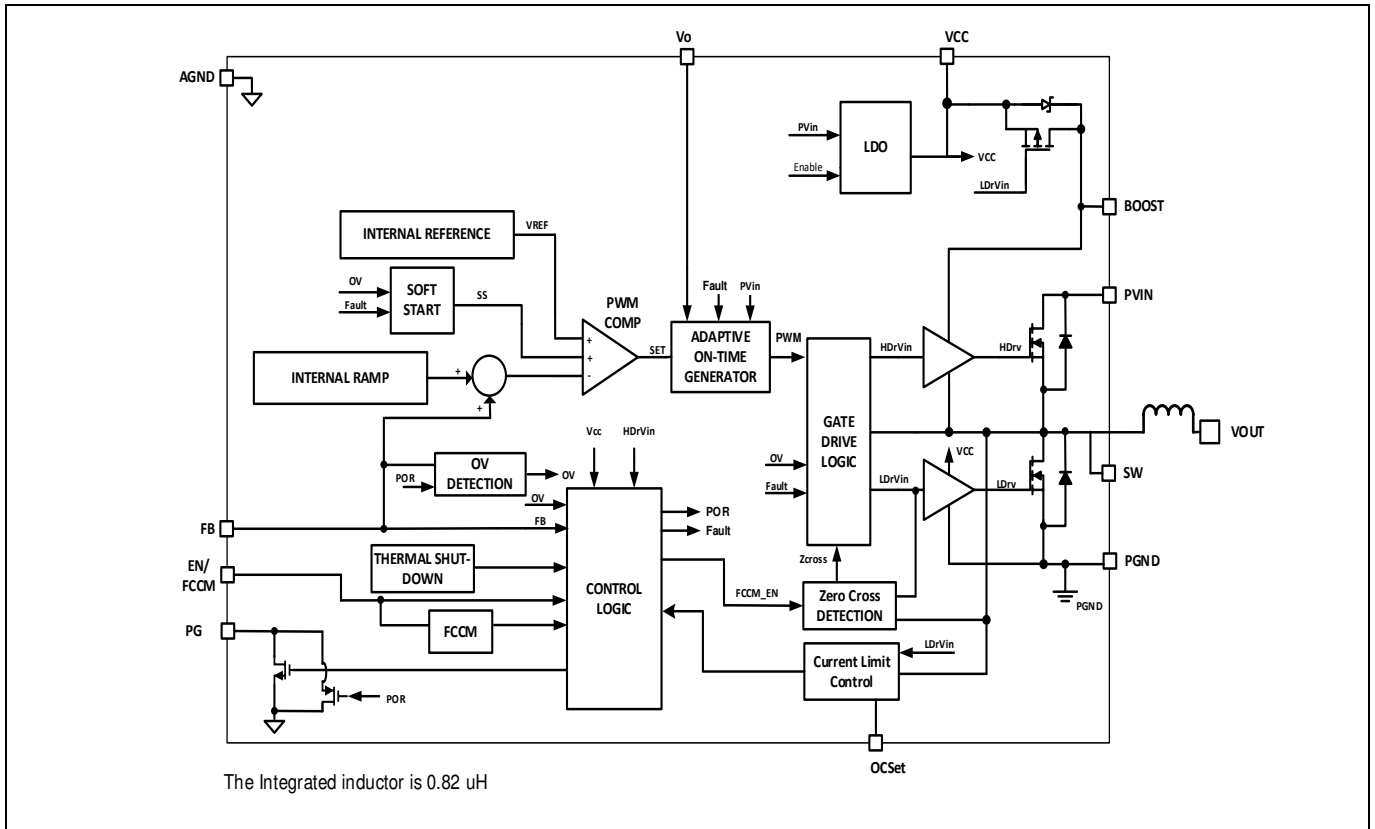 Vo
VCC
AGND
PVin
Enable
LDO
VCC
LDrVin
BOOST
INTERNAL REFERENCE
VREF
OV
Fault
SOFT
START
SS
PWM
COMP
Fault
PVin
PVIN
+
+
-
SET
ADAPTIVE
ON-TIME
GENERATOR
PWM
HDrVin
HDrv
INTERNAL RAMP
+
+
GATE
DRIVE
LOGIC
VOUT
Vcc
HDrVin
OV
Fault
LDrVin
VCC
LDrv
SW
POR
OV
DETECTION
OV
OV
POR
FB
FB
Fault
Zcross
PGND
PGND
EN/
FCCM
THERMAL SHUT-
DOWN
CONTROL
LOGIC
FCCM_EN
Zero Cross
DETECTION
FCCM
PG
LDrVin
Current Limit
Control
POR
OCSet
The Integrated inductor is 0.82 uH